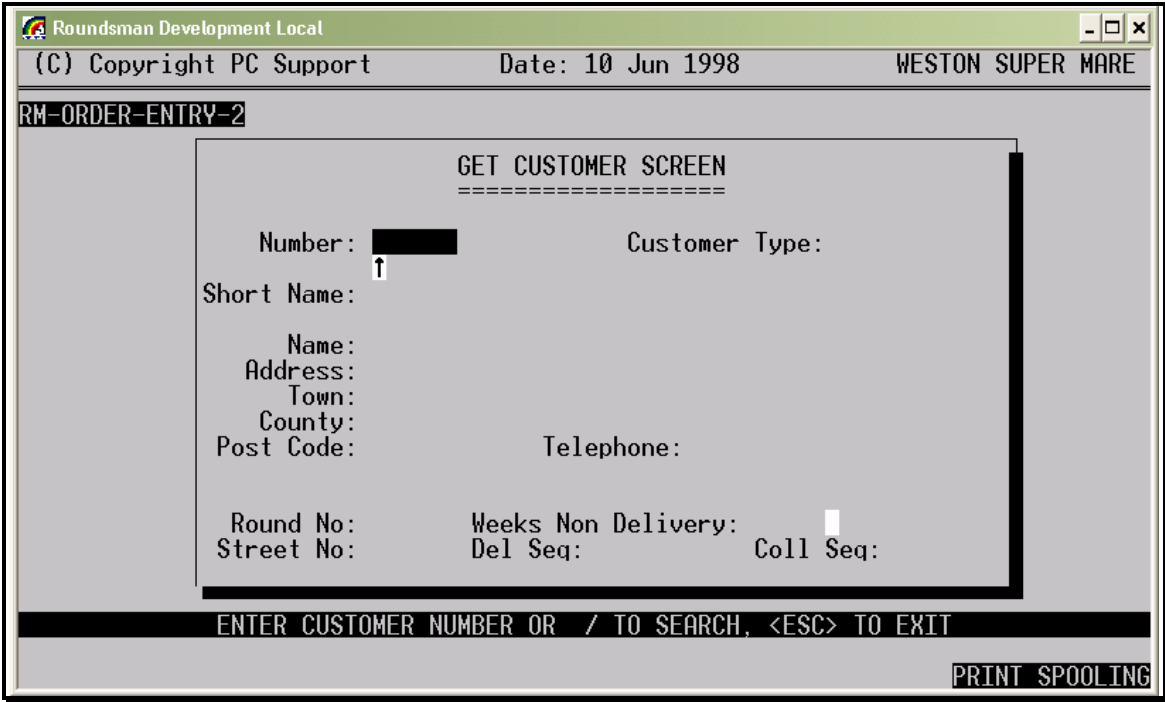 Roundsman Development Local
(C) Copyright PC Support Date: 10 Jun 1998 WESTON SUPER MARE
RM-ORDER-ENTRY-2
GET CUSTOMER SCREEN
===================
Number: Customer Type:
↑
Short Name:
Name:
Address:
Town:
County:
Post Code: Telephone:
Round No: Weeks Non Delivery:
Street No: Del Seq: Coll Seq:
ENTER CUSTOMER NUMBER OR / TO SEARCH, <ESC> TO EXIT
PRINT SPOOLING